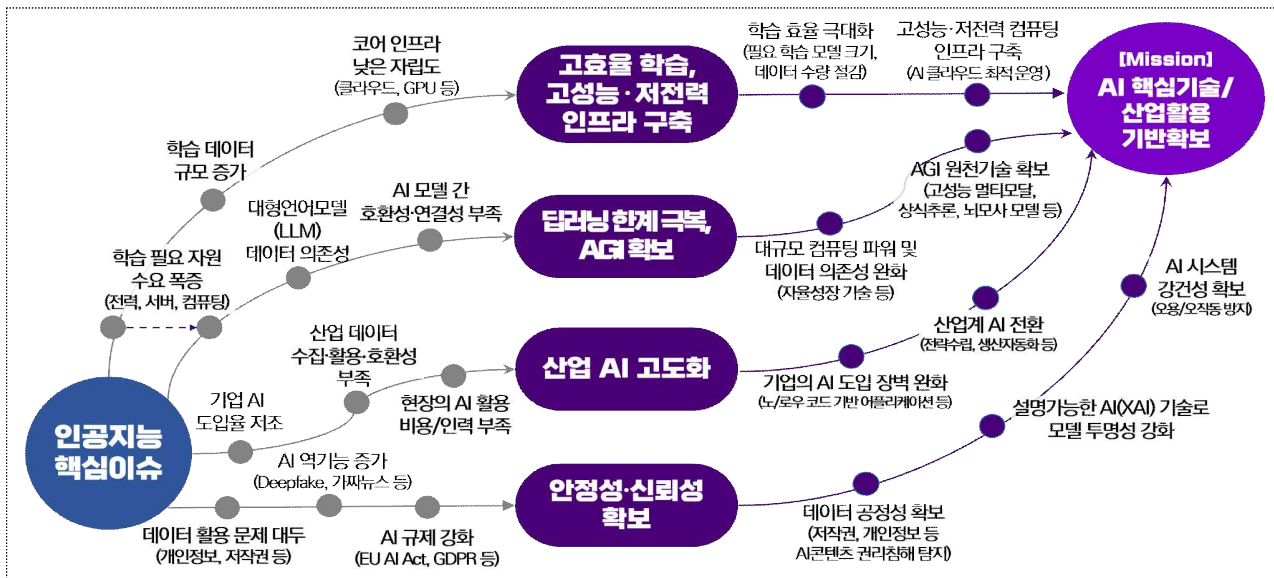 인공지능
핵심이슈
학습 필요 자원
수요 폭증
(전력, 서버, 컴퓨팅)
학습 데이터
규모 증가
코어 인프라
낮은 자립도
(클라우드, GPU 등)
고효율 학습,
고성능·저전력
인프라 구축
학습 효율 극대화
(필요 학습 모델 크기,
데이터 수량 절감)
고성능·저전력 컴퓨팅
인프라 구축
(AI 클라우드 최적 운영)
대형언어모델
(LLM)
데이터 의존성
AI 모델 간
호환성·연결성 부족
딥러닝 한계 극복,
AGI 확보
대규모 컴퓨팅 파워 및
데이터 의존성 완화
(자율성장 기술 등)
AGI 원천기술 확보
(고성능 멀티모달,
상식추론, 뇌모사 모델 등)
기업 AI
도입율 저조
산업 데이터
수집·활용·호환성
부족
현장의 AI 활용
비용/인력 부족
산업 AI 고도화
기업의 AI 도입 장벽 완화
(노/로우 코드 기반 어플리케이션 등)
산업계 AI 전환
(전략수립, 생산자동화 등)
데이터 활용 문제 대두
(개인정보, 저작권 등)
AI 역기능 증가
(Deepfake, 가짜뉴스 등)
AI 규제 강화
(EU AI Act, GDPR 등)
안정성·신뢰성
확보
데이터 공정성 확보
(저작권, 개인정보 등
AI콘텐츠 권리침해 탐지)
설명가능한 AI(XAI) 기술로
모델 투명성 강화
AI 시스템
강건성 확보
(오용/오작동 방지)
[Mission]
AI 핵심기술/
산업활용
기반확보